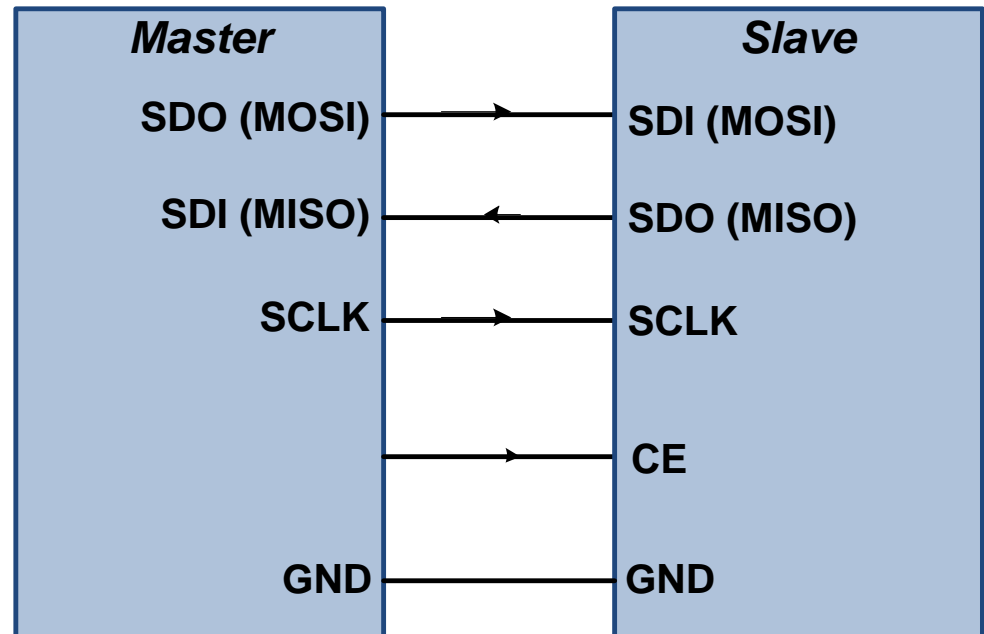 Master
Slave
SDO (MOSI)
SDI (MOSI)
SDI (MISO)
SDO (MISO)
SCLK
SCLK
CE
GND
GND